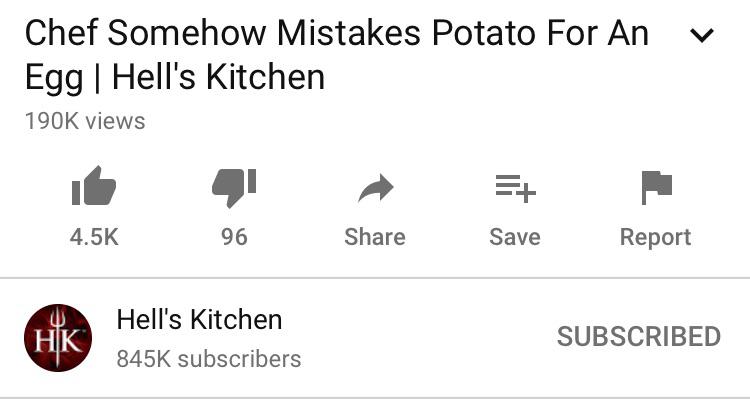 Chef Somehow Mistakes Potato For An
Egg | Hell's Kitchen
190K views
4.5K 96 Share Save Report
HK
Hell's Kitchen
845K subscribers
SUBSCRIBED